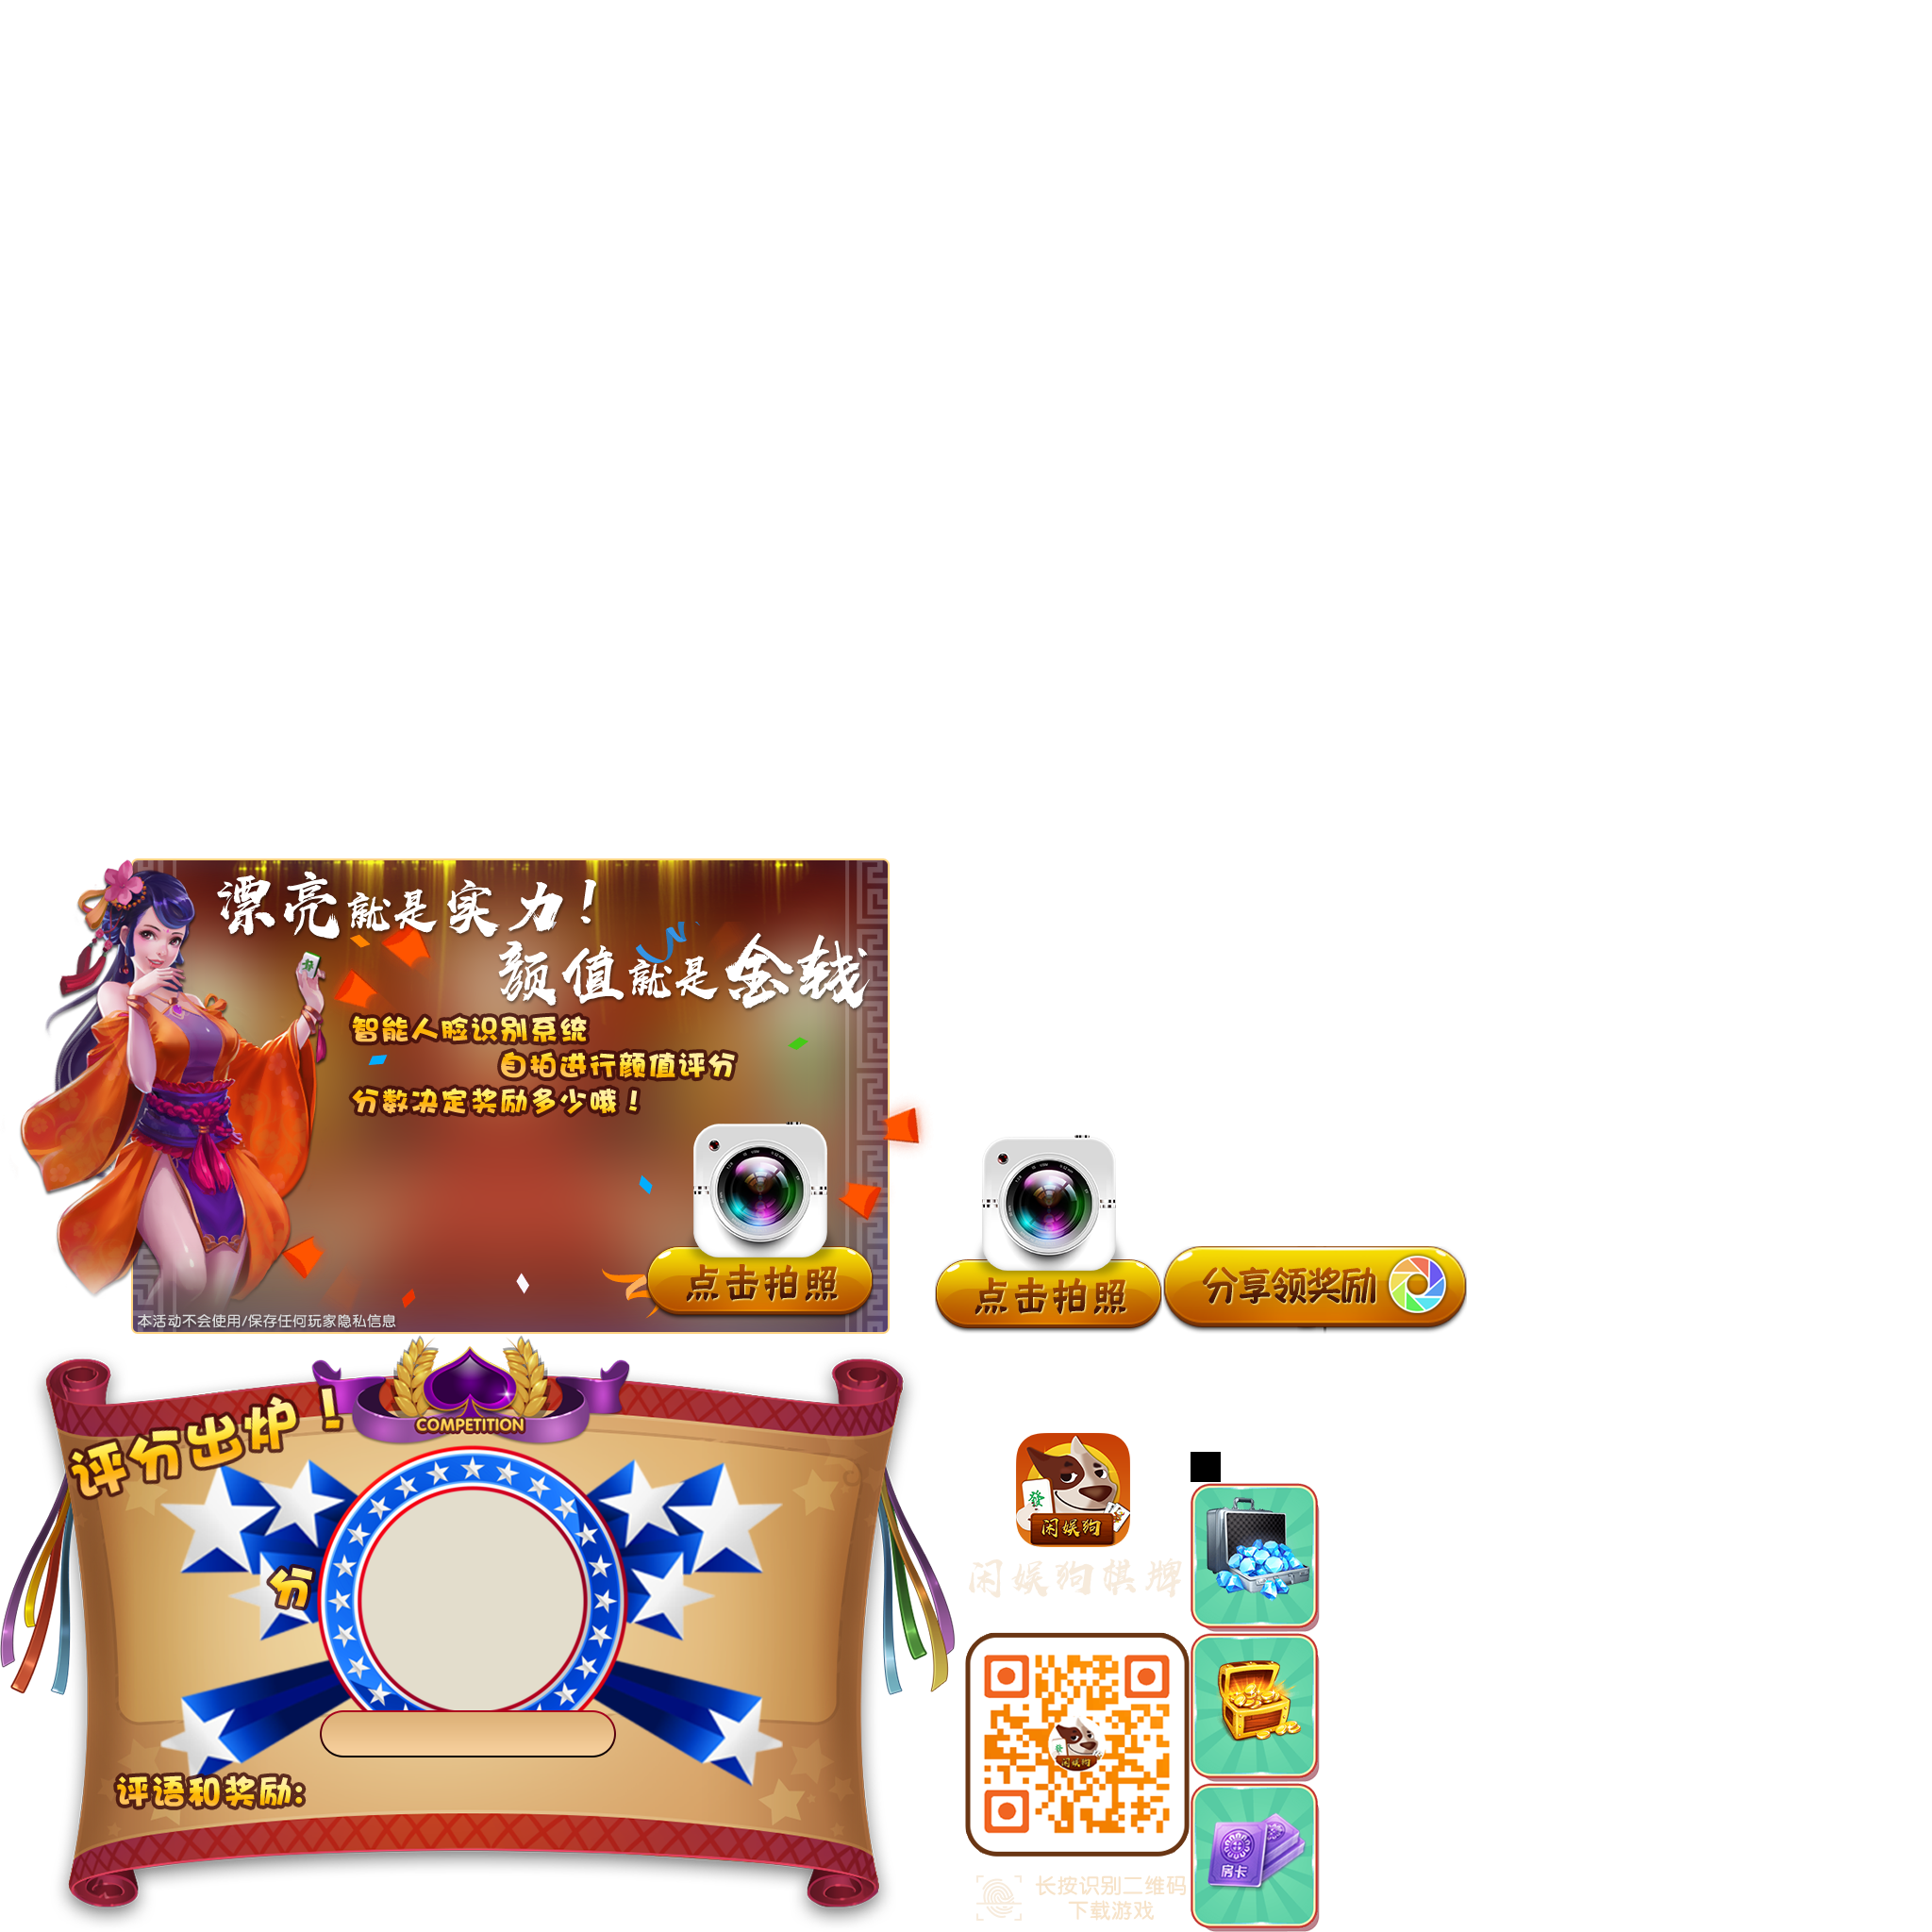 漂亮就是实力！
颜值就是金钱
智能人脸识别系统
自拍进行颜值评分
分数决定奖励多少哦！
点击拍照
本活动不会使用/保存任何玩家隐私信息
点击拍照
分享领奖励
COMPETITION
评分出炉！
分
评语和奖励:
發
闲娱狗
闲娱狗棋牌
闲娱狗
房卡
长按识别二维码
下载游戏